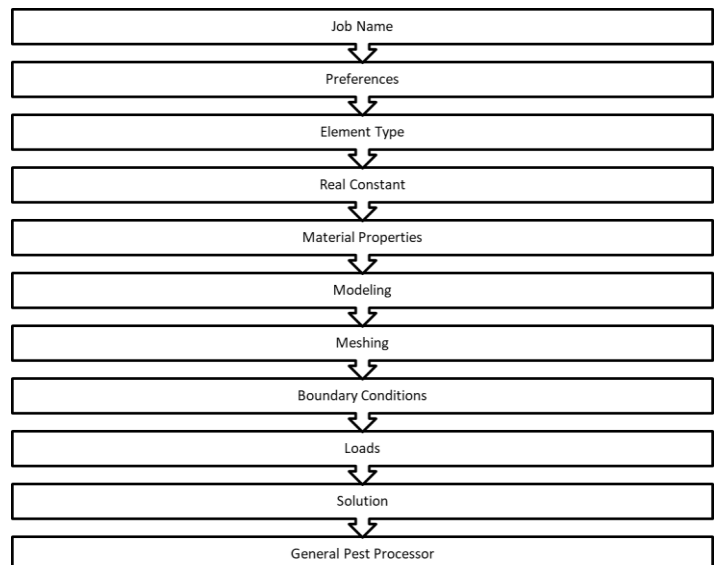 Job Name
Preferences
Element Type
Real Constant
Material Properties
Modeling
Meshing
Boundary Conditions
Loads
Solution
General Pest Processor